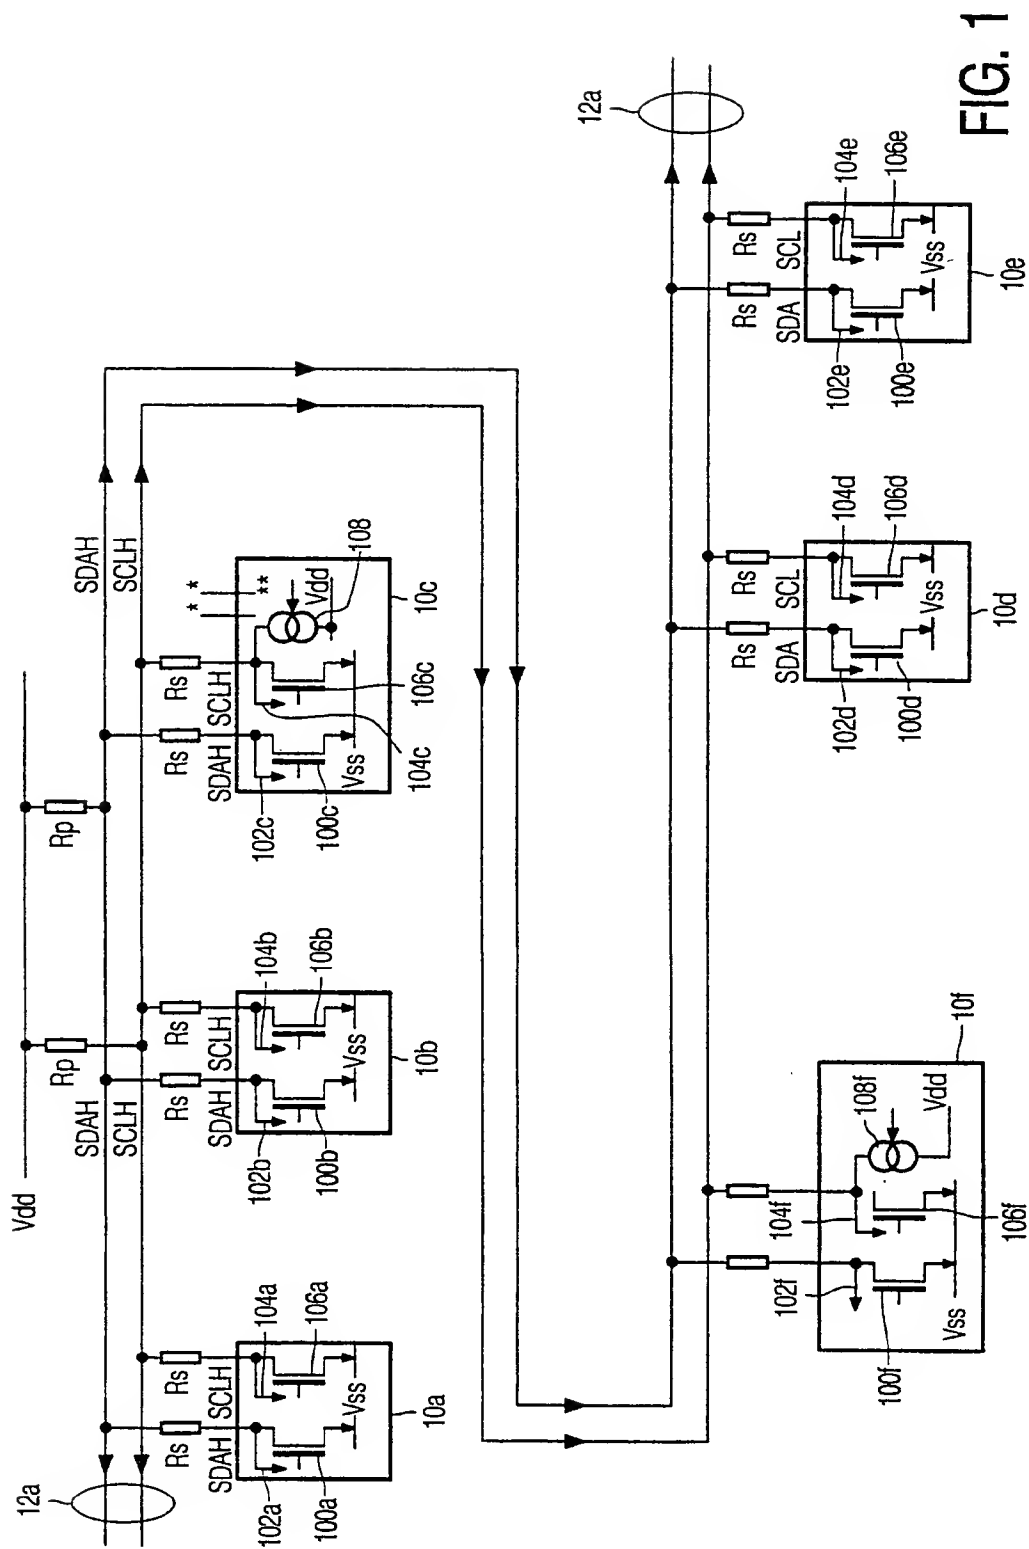 12a
SDAH
SCLH
Vdd
Rp
SDAH
SCLH
Rp
Rs
Rs
SDAH
SCLH
102a
100a
104a
106a
Vss
10a
Rs
Rs
SDAH
SCLH
102b
100b
104b
106b
Vss
10b
Rs
Rs
SDAH
SCLH
* *
**
102c
100c
104c
106c
Vss
Vdd
108
10c
102f
100f
104f
106f
Vss
108f
Vdd
10f
Rs
Rs
SDA
SCL
102d
100d
104d
106d
Vss
10d
Rs
Rs
SDA
SCL
102e
100e
104e
106e
Vss
10e
12a
FIG. 1